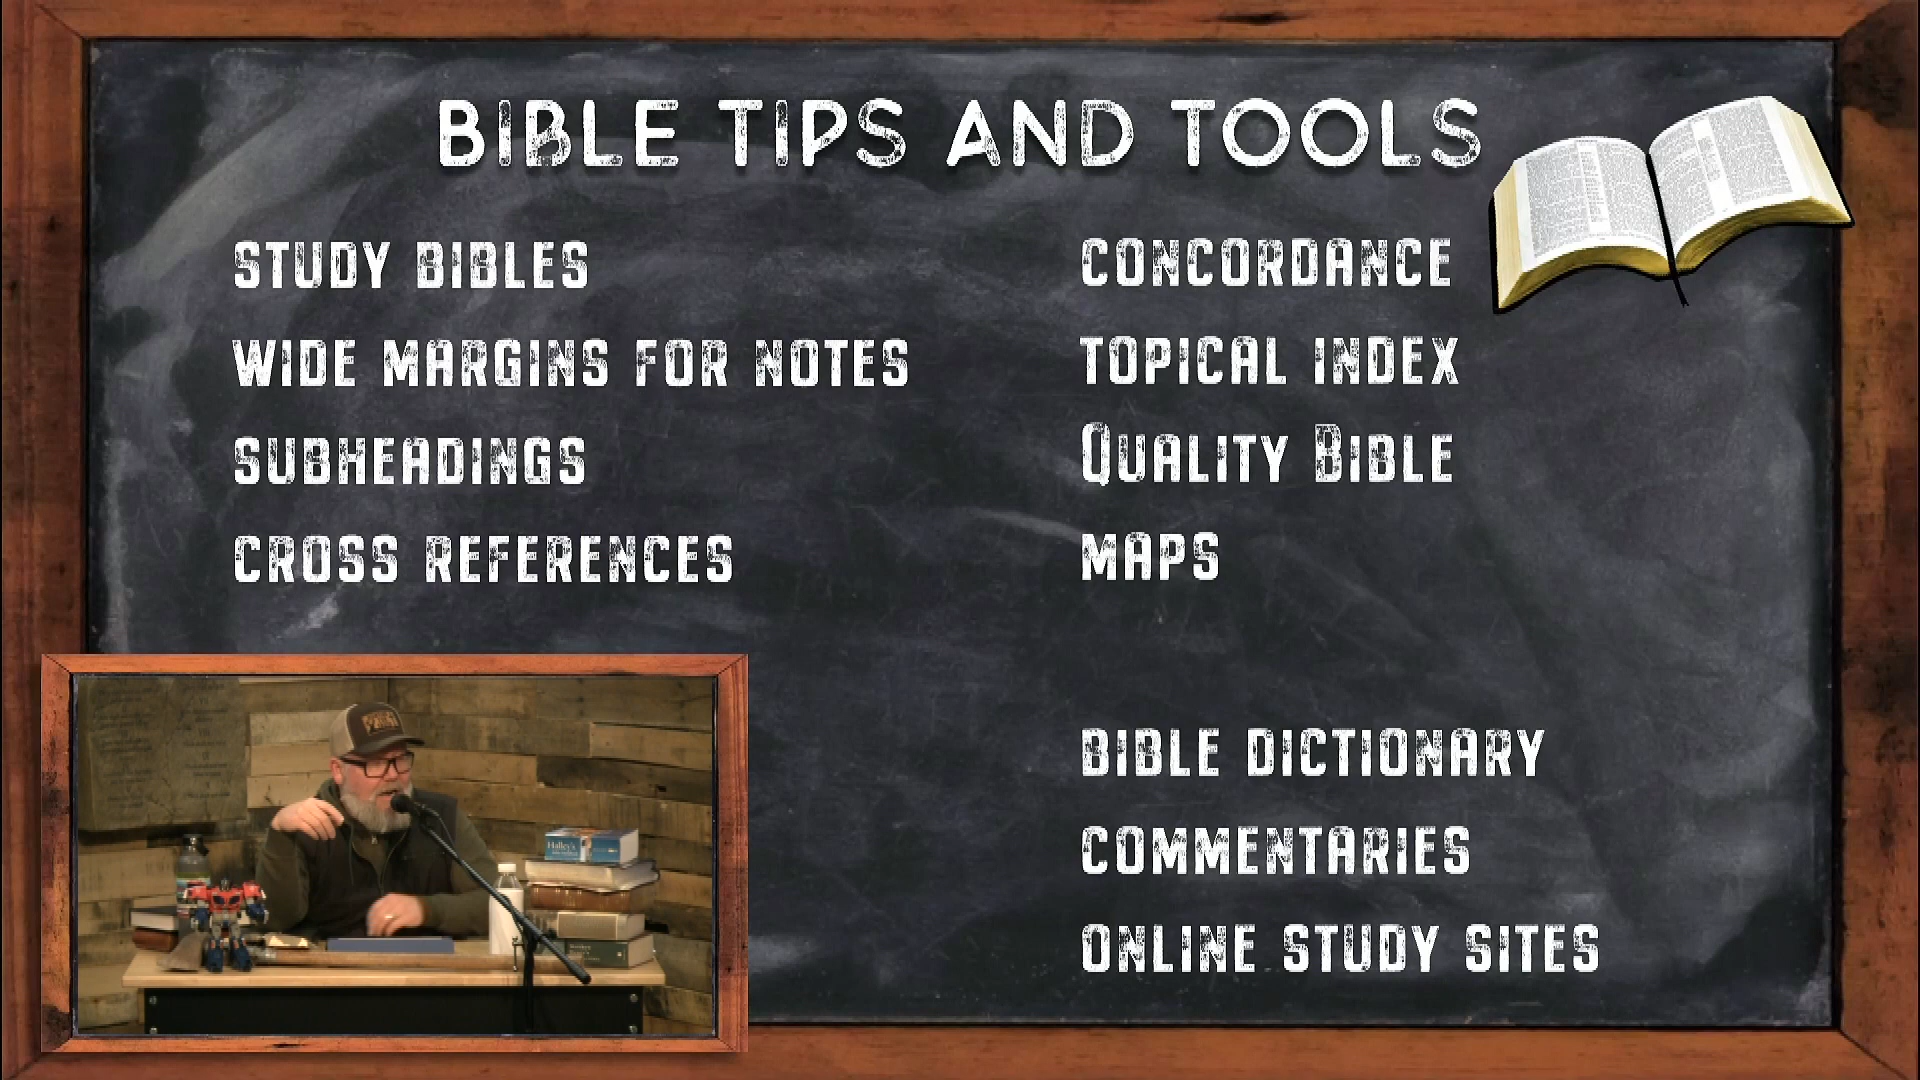 BIBLE TIPS AND TOOLS
STUDY BIBLES
WIDE MARGINS FOR NOTES
SUBHEADINGS
CROSS REFERENCES
CONCORDANCE
TOPICAL INDEX
QUALITY BIBLE
MAPS
BIBLE DICTIONARY
COMMENTARIES
ONLINE STUDY SITES
Halley's